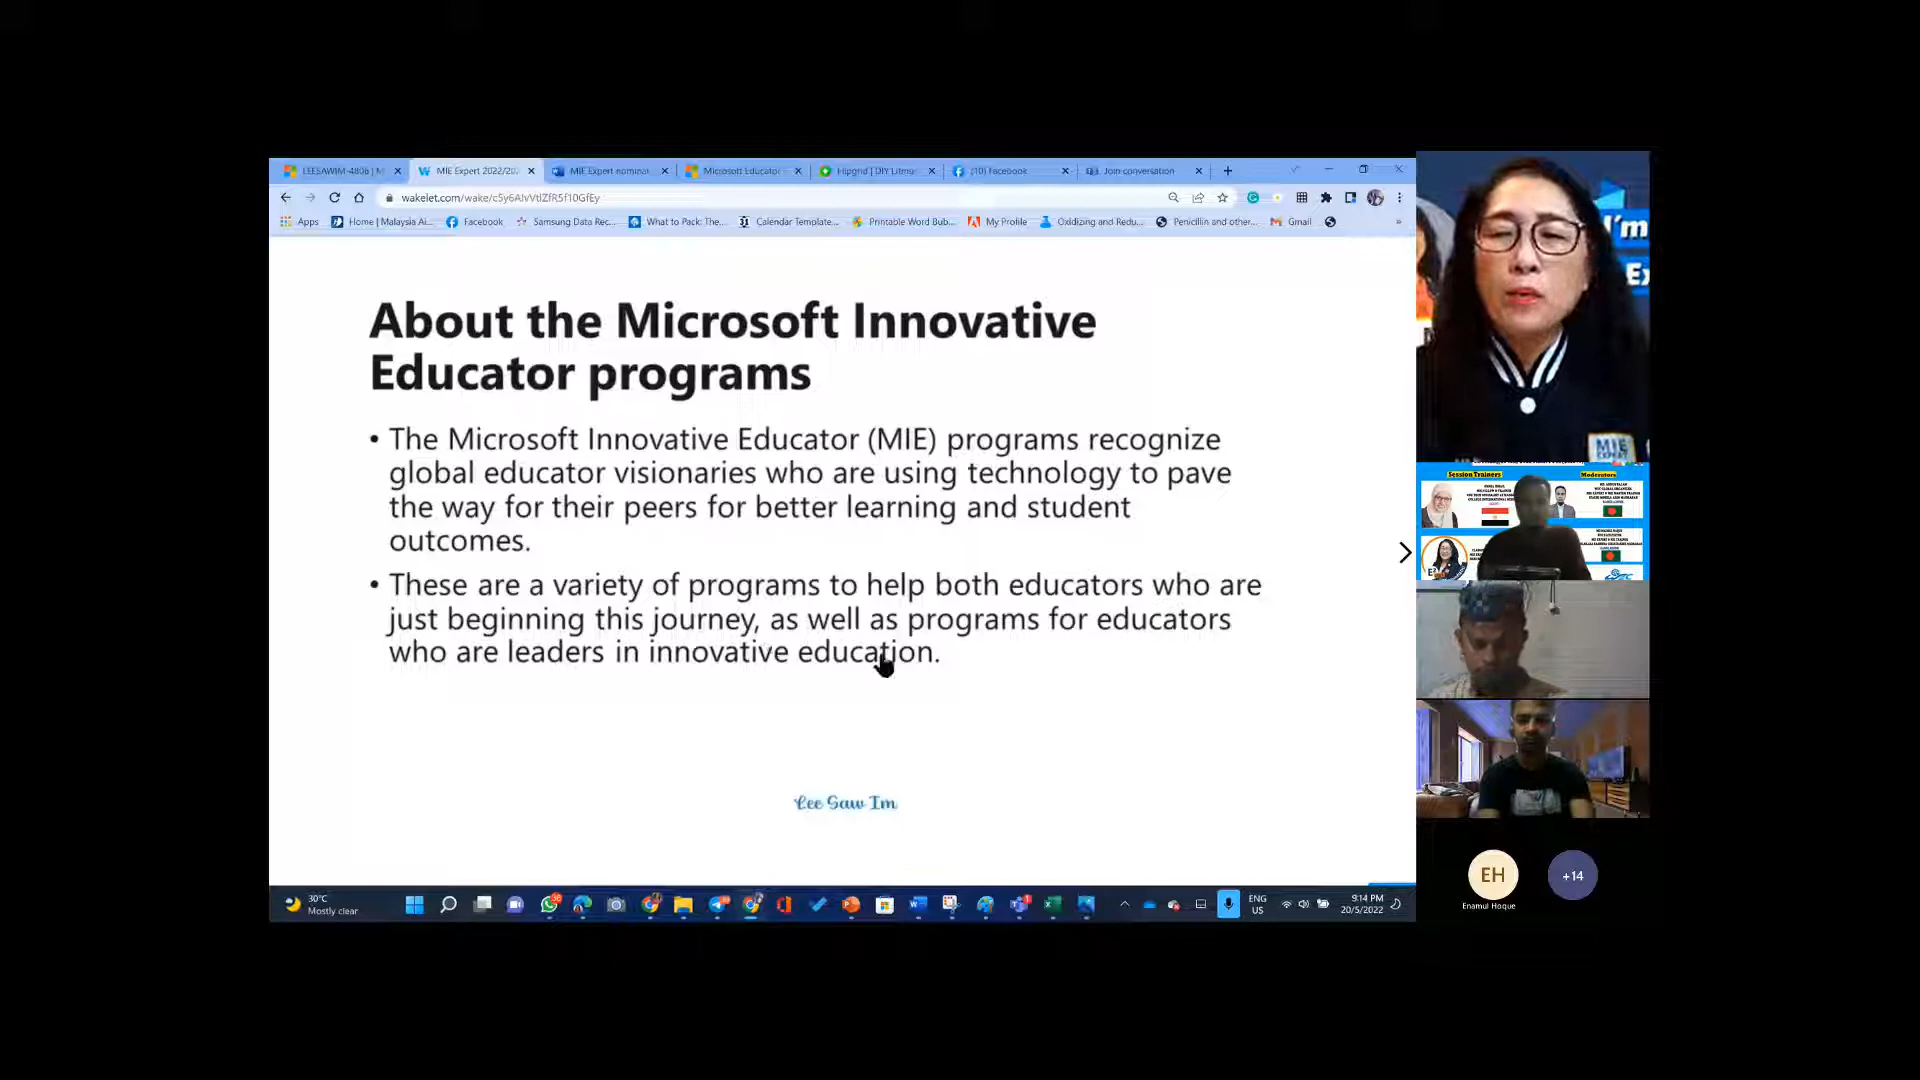 LEESAWIM-4806 | M
MIE Expert 2022/20
MIE Expert nominat
Microsoft Educator
Flipgrid | DIY Litmu
(10) Facebook
Join conversation
wakelet.com/wake/c5y6AlvVtlZfR5f10GfEy
Apps
Home | Malaysia Ai...
Facebook
Samsung Data Rec...
What to Pack: The...
Calendar Template...
Printable Word Bub...
My Profile
Oxidizing and Redu...
Penicillin and other...
Gmail
»
About the Microsoft Innovative
Educator programs
• The Microsoft Innovative Educator (MIE) programs recognize
global educator visionaries who are using technology to pave
the way for their peers for better learning and student
outcomes.
• These are a variety of programs to help both educators who are
just beginning this journey, as well as programs for educators
who are leaders in innovative education.
Lee Saw Im
30°C
Mostly clear
ENG
US
9:14 PM
20/5/2022
I'm
Ex
MIE
EXPERT
Session Trainers
Moderators
EH
Enamul Hoque
+14